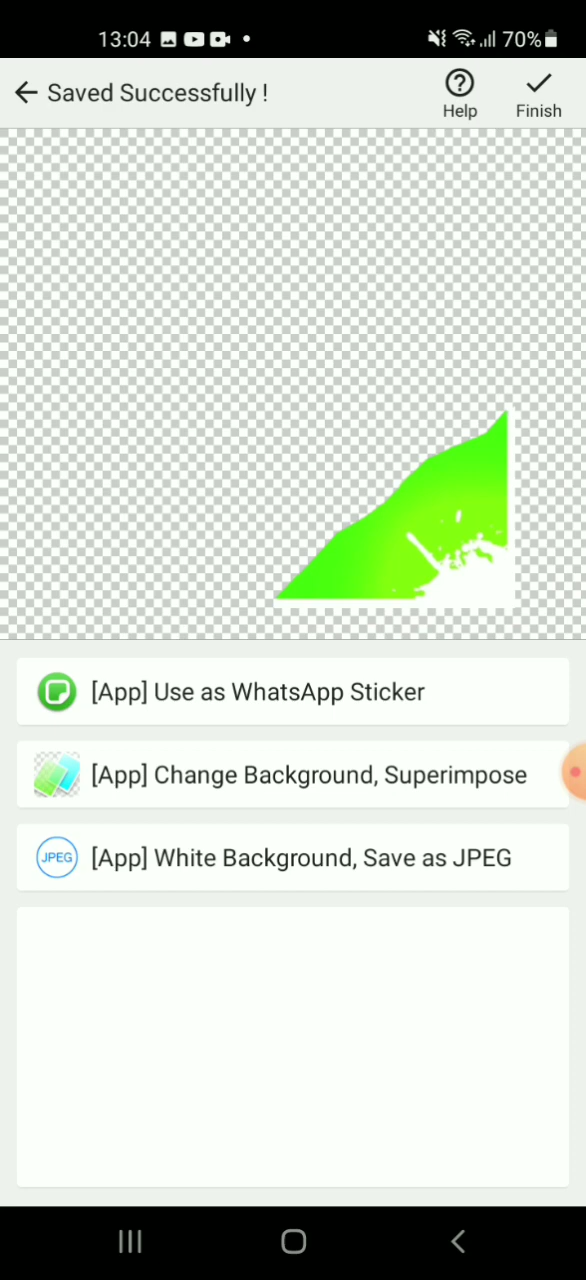 13:04
70%
Saved Successfully !
Help
Finish
[App] Use as WhatsApp Sticker
[App] Change Background, Superimpose
JPEG
[App] White Background, Save as JPEG